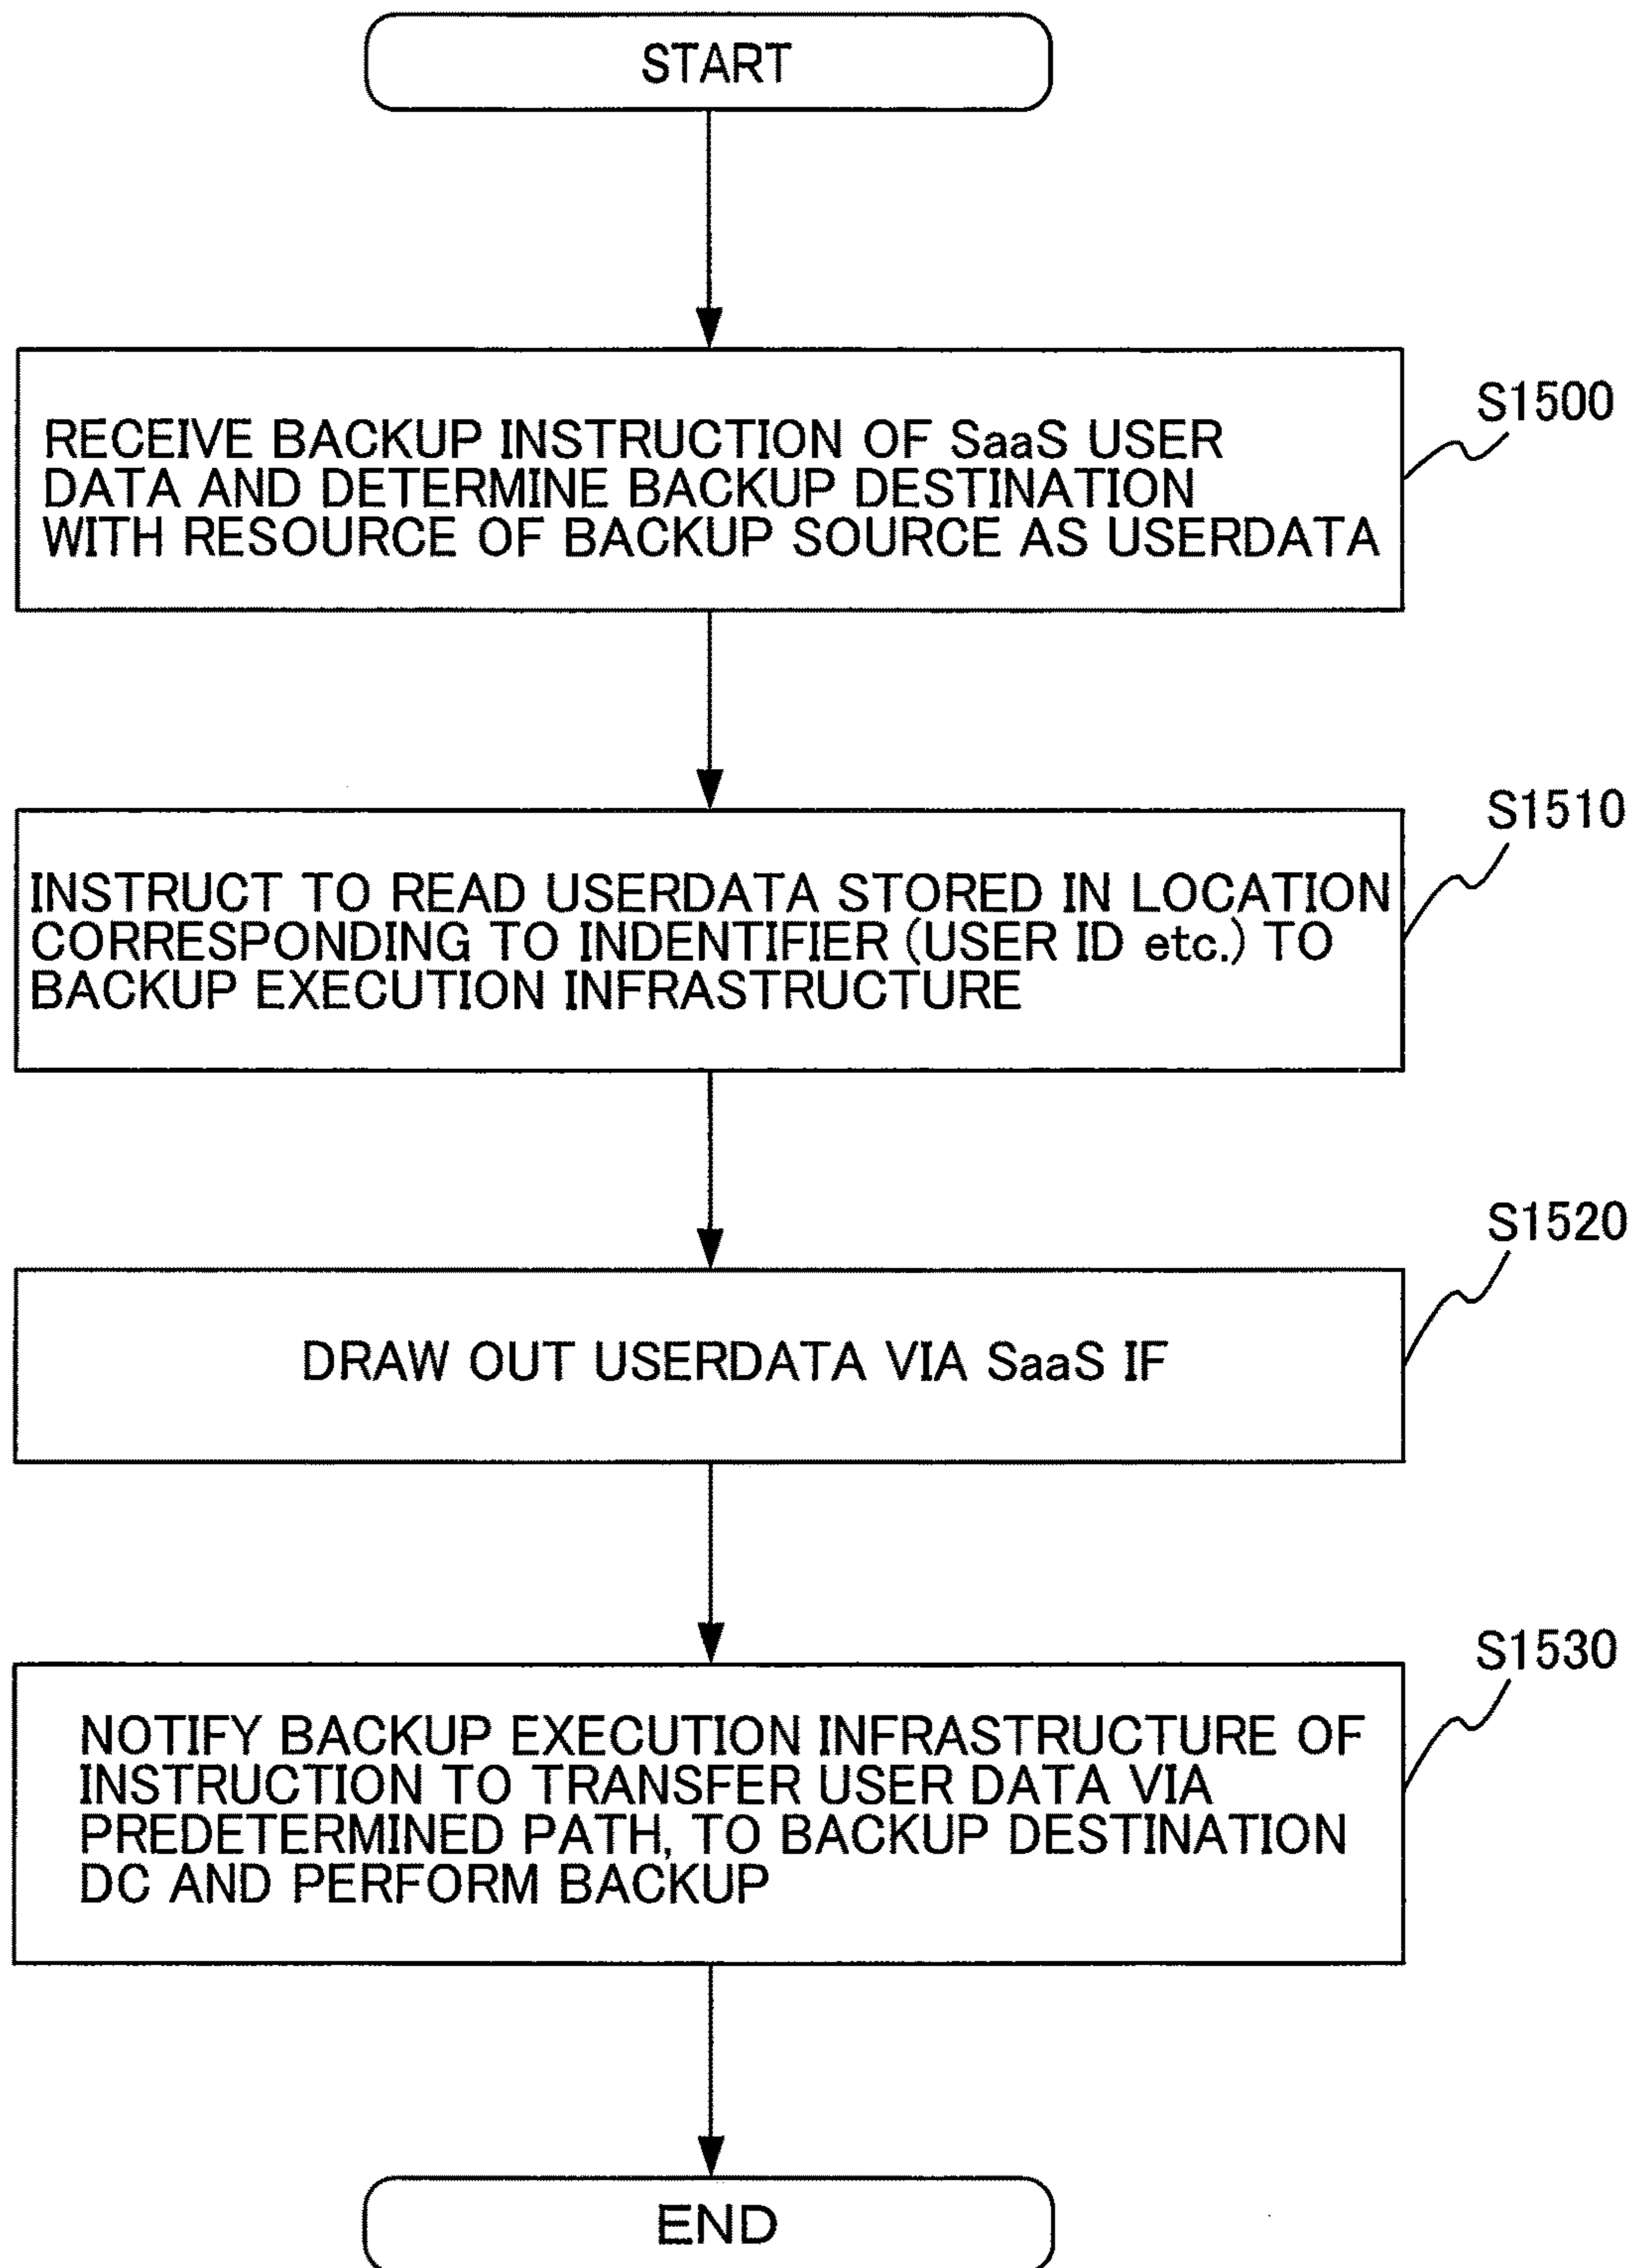 START
S1500
RECEIVE BACKUP INSTRUCTION OF SaaS USER
DATA AND DETERMINE BACKUP DESTINATION
WITH RESOURCE OF BACKUP SOURCE AS USERDATA
S1510
INSTRUCT TO READ USERDATA STORED IN LOCATION
CORRESPONDING TO INDENTIFIER (USER ID etc.) TO
BACKUP EXECUTION INFRASTRUCTURE
S1520
DRAW OUT USERDATA VIA SaaS IF
S1530
NOTIFY BACKUP EXECUTION INFRASTRUCTURE OF
INSTRUCTION TO TRANSFER USER DATA VIA
PREDETERMINED PATH, TO BACKUP DESTINATION
DC AND PERFORM BACKUP
END